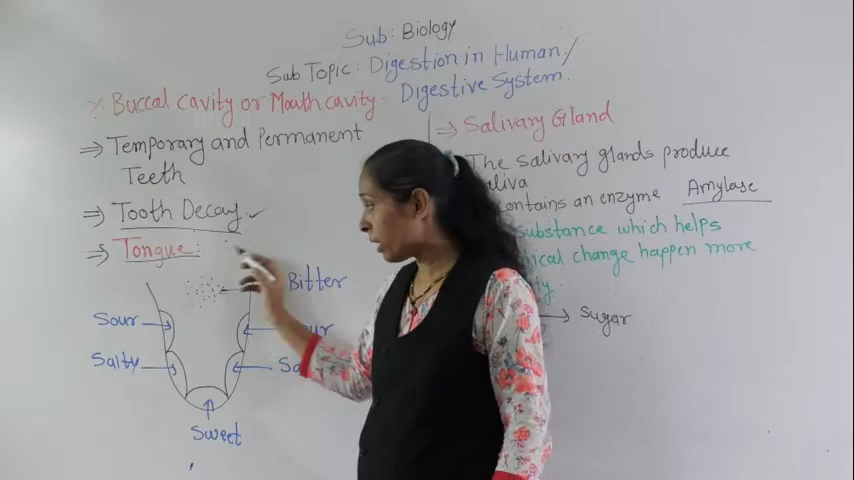 Sub: Biology
Sub Topic: Digestion in Human/
Digestive System.
× Buccal cavity or Mouth cavity.
⇒ Temporary and Permanent
Teeth
⇒ Tooth Decay ✓
⇒ Tongue:
Bitter
Sour
Salty
Sweet
⇒ Salivary Gland
The salivary glands produce
contains an enzyme Amylase
substance which helps
change happen more
→ Sugar